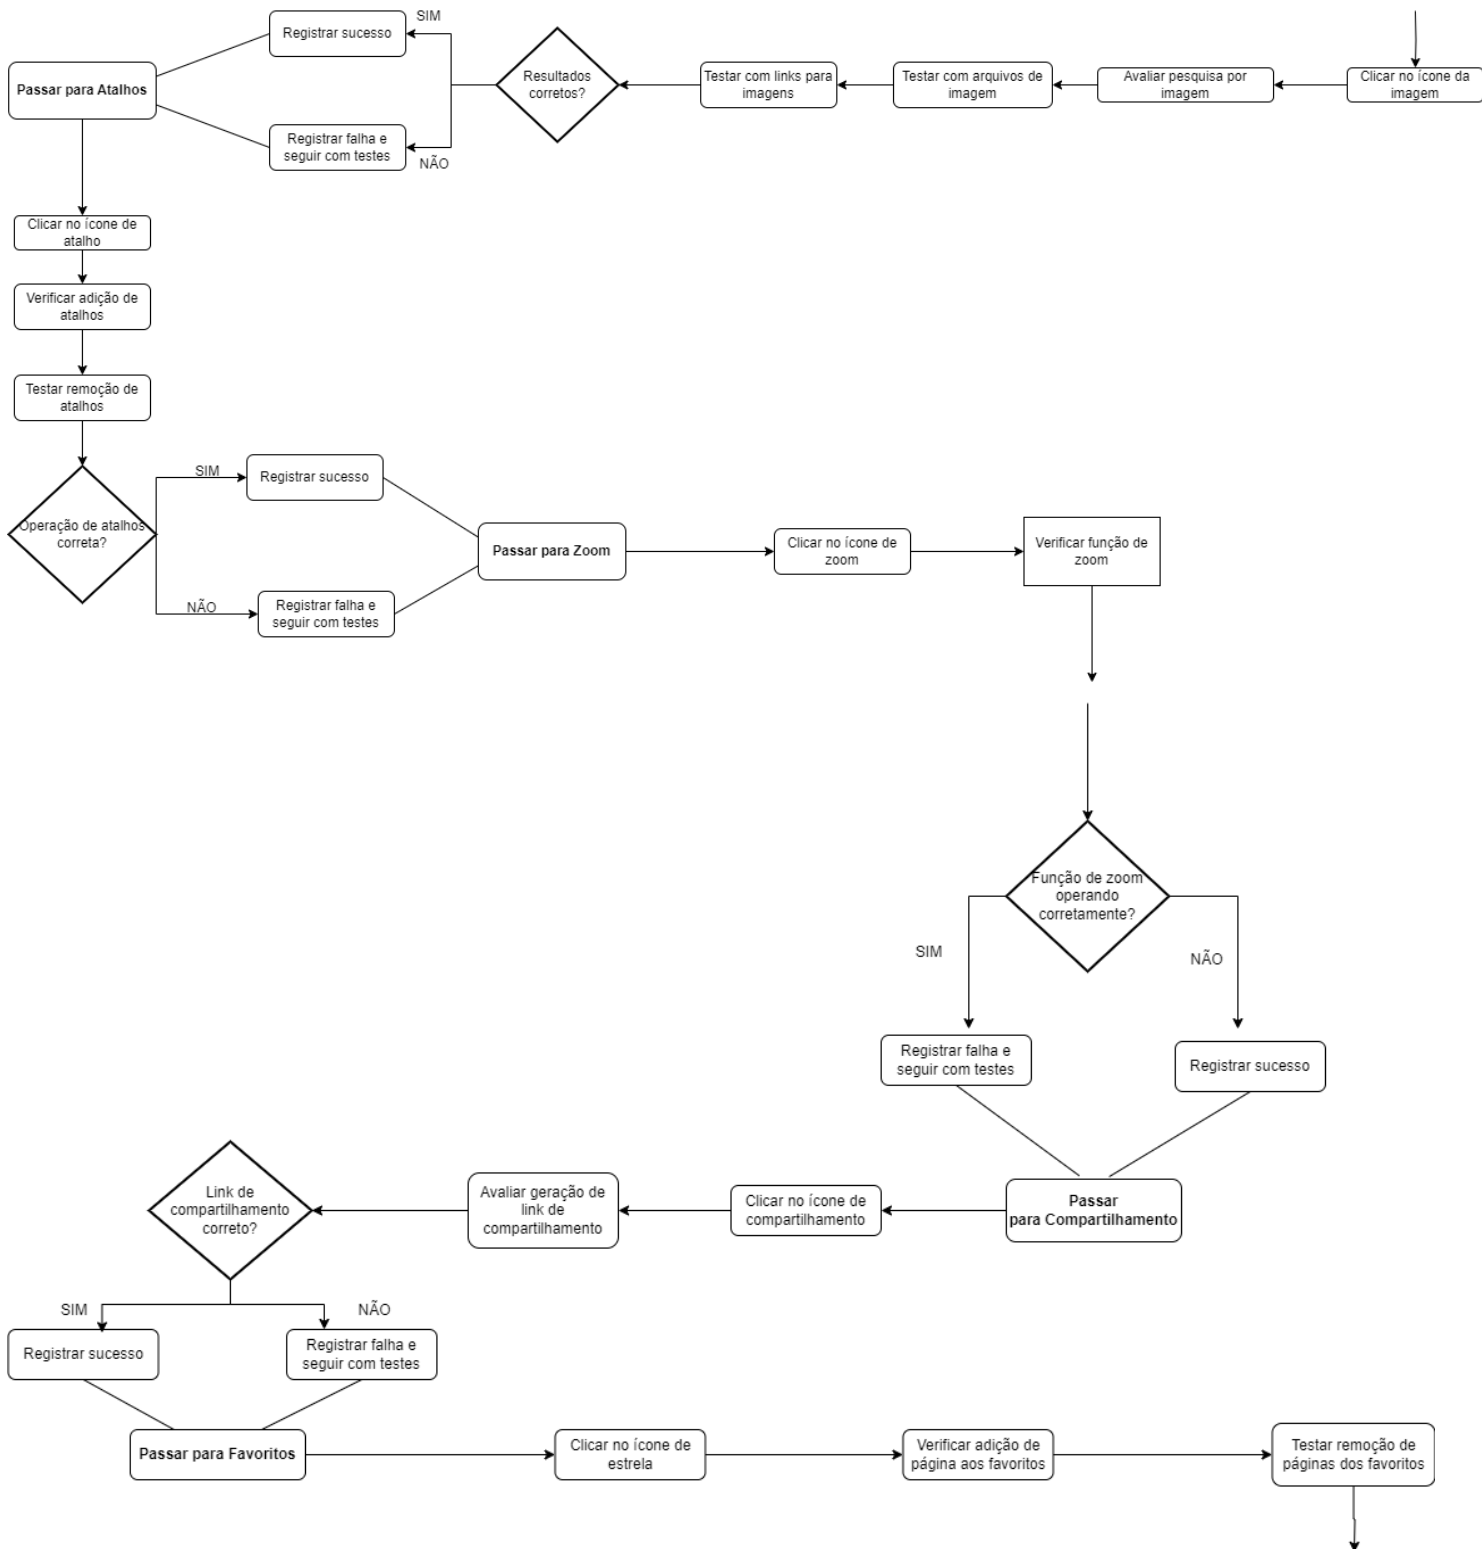 Clicar no ícone da
imagem
Avaliar pesquisa por
imagem
Testar com arquivos de
imagem
Testar com links para
imagens
Resultados
corretos?
SIM
Registrar sucesso
NÃO
Registrar falha e
seguir com testes
Passar para Atalhos
Clicar no ícone de
atalho
Verificar adição de
atalhos
Testar remoção de
atalhos
Operação de atalhos
correta?
SIM
Registrar sucesso
NÃO
Registrar falha e
seguir com testes
Passar para Zoom
Clicar no ícone de
zoom
Verificar função de
zoom
Função de zoom
operando
corretamente?
SIM
Registrar falha e
seguir com testes
NÃO
Registrar sucesso
Passar
para Compartilhamento
Clicar no ícone de
compartilhamento
Avaliar geração de
link de
compartilhamento
Link de
compartilhamento
correto?
SIM
Registrar sucesso
NÃO
Registrar falha e
seguir com testes
Passar para Favoritos
Clicar no ícone de
estrela
Verificar adição de
página aos favoritos
Testar remoção de
páginas dos favoritos